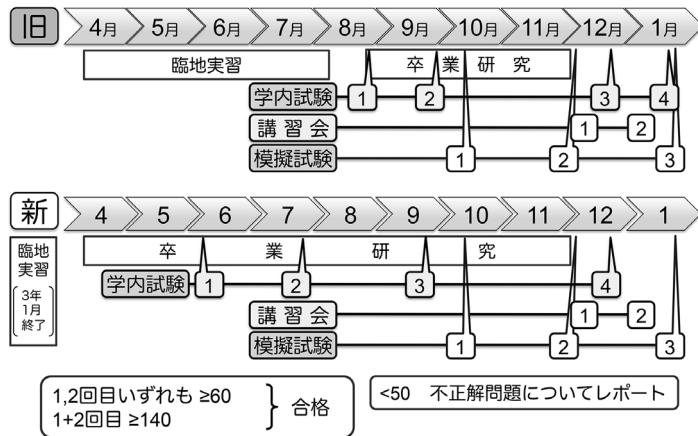 旧 4月 5月 6月 7月 8月 9月 10月 11月 12月 1月
臨地実習 卒業研究
学内試験 1 2 3 4
講習会 1 2
模擬試験 1 2 3
新 4 5 6 7 8 9 10 11 12 1
臨地
実習
3年
1月
終了
卒業研究
学内試験 1 2 3 4
講習会 1 2
模擬試験 1 2 3
1,2回目いずれも ≥60
1+2回目 ≥140
合格
<50 不正解問題についてレポート